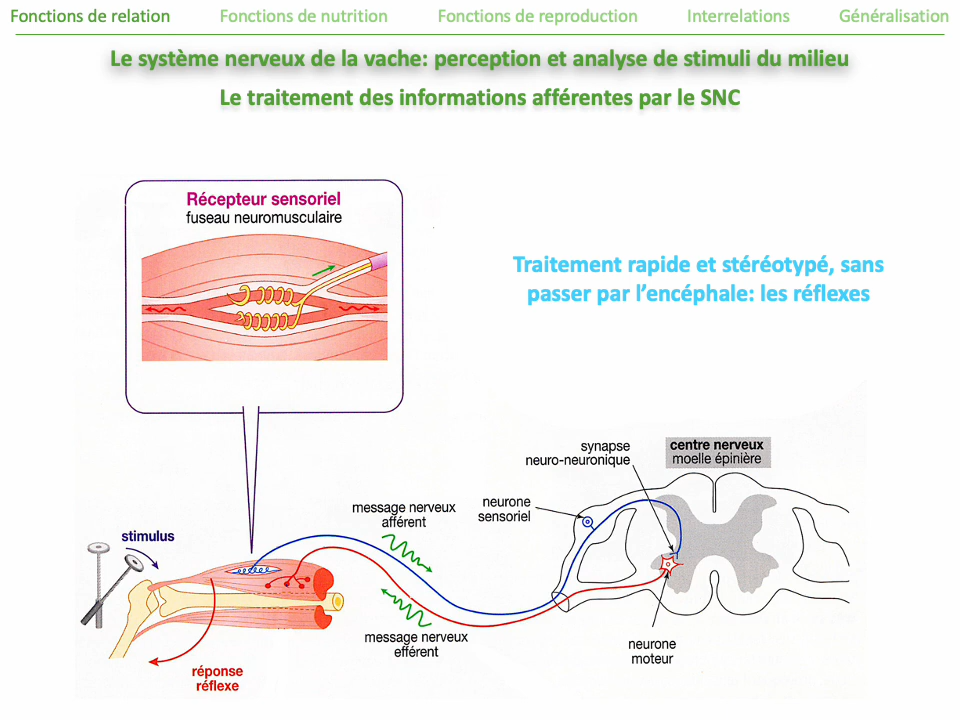 Fonctions de relation Fonctions de nutrition Fonctions de reproduction Interrelations Généralisation
Le système nerveux de la vache: perception et analyse de stimuli du milieu
Le traitement des informations afférentes par le SNC
Récepteur sensoriel
fuseau neuromusculaire
Traitement rapide et stéréotypé, sans
passer par l'encéphale: les réflexes
synapse
neuro-neuronique
centre nerveux
moelle épinière
neurone
sensoriel
message nerveux
afférent
stimulus
message nerveux
efférent
neurone
moteur
réponse
réflexe